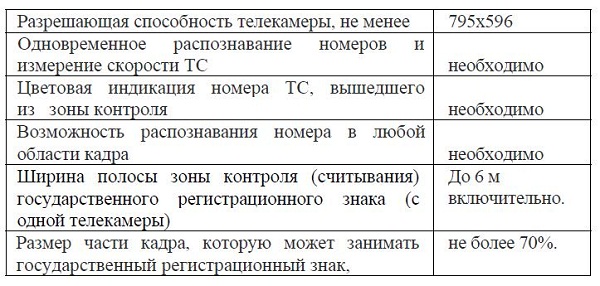 Разрешающая способность телекамеры, не менее 795x596
Одновременное распознавание номеров и
измерение скорости ТС необходимо
Цветовая индикация номера ТС, вышедшего
из зоны контроля необходимо
Возможность распознавания номера в любой
области кадра необходимо
Ширина полосы зоны контроля (считывания) До 6 м
государственного регистрационного знака (с включительно.
одной телекамеры)
Размер части кадра, которую может занимать не более 70%.
государственный регистрационный знак,